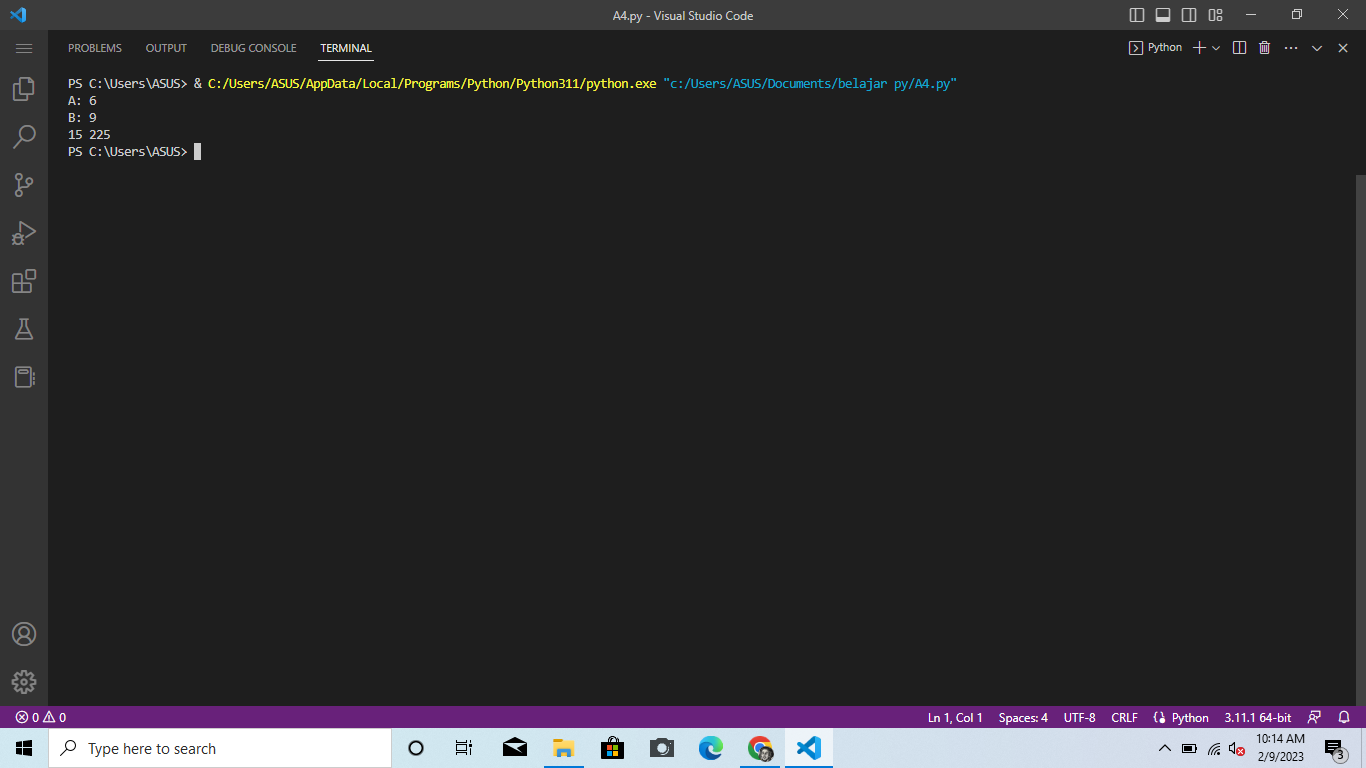 A4.py - Visual Studio Code
PROBLEMS OUTPUT DEBUG CONSOLE TERMINAL
Python
PS C:\Users\ASUS> & C:/Users/ASUS/AppData/Local/Programs/Python/Python311/python.exe "c:/Users/ASUS/Documents/belajar py/A4.py"
A: 6
B: 9
15 225
PS C:\Users\ASUS>
0 0 Ln 1, Col 1 Spaces: 4 UTF-8 CRLF Python 3.11.1 64-bit
Type here to search
10:14 AM
2/9/2023
3